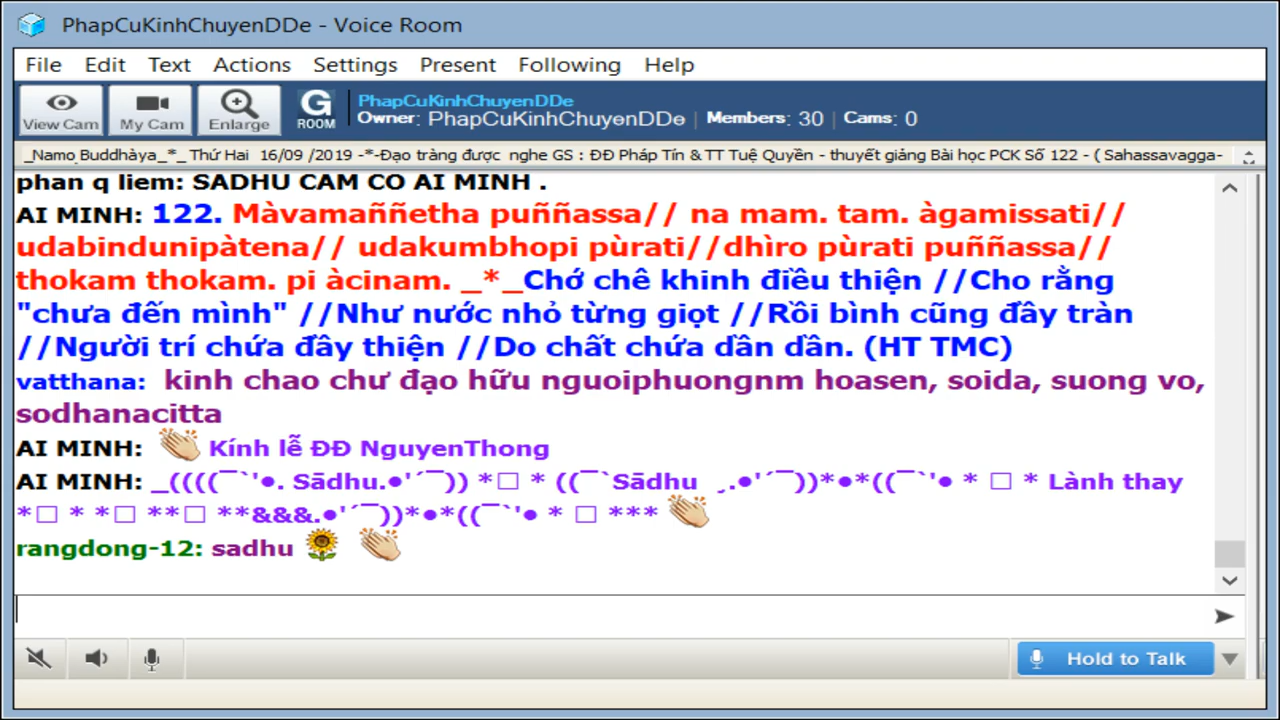 PhapCuKinhChuyenDDe - Voice Room
File Edit Text Actions Settings Present Following Help
View Cam My Cam Enlarge G ROOM
PhapCuKinhChuyenDDe
Owner: PhapCuKinhChuyenDDe | Members: 30 | Cams: 0
_Namo Buddhàya_*_ Thứ Hai 16/09 /2019 -*-Đạo tràng được nghe GS : ĐĐ Pháp Tín & TT Tuệ Quyền - thuyết giảng Bài học PCK Số 122 - ( Sahassavagga-
phan q liem: SADHU CAM CO AI MINH .
AI MINH: 122. Màvamaññetha puññassa// na mam. tam. àgamissati//
udabindunipàtena// udakumbhopi pùrati//dhìro pùrati puññassa//
thokam thokam. pi àcinam. _*_Chớ chê khinh điều thiện //Cho rằng
"chưa đến mình" //Như nước nhỏ từng giọt //Rồi bình cũng đầy tràn
//Người trí chứa đầy thiện //Do chất chứa dần dần. (HT TMC)
vatthana: kinh chao chư đạo hữu nguoiphuongnm hoasen, soida, suong vo,
sodhanacitta
AI MINH: 👏 Kính lễ ĐĐ NguyenThong
AI MINH: _((((¯`'●. Sādhu.●'´¯)) *□ * ((¯`Sādhu ¸.●'´¯))*●*((¯`'● * □ * Lành thay
*□ * *□ **□ **&&&.●'´¯))*●*((¯`'● * □ *** 👏
rangdong-12: sadhu 🌻 👏
Hold to Talk